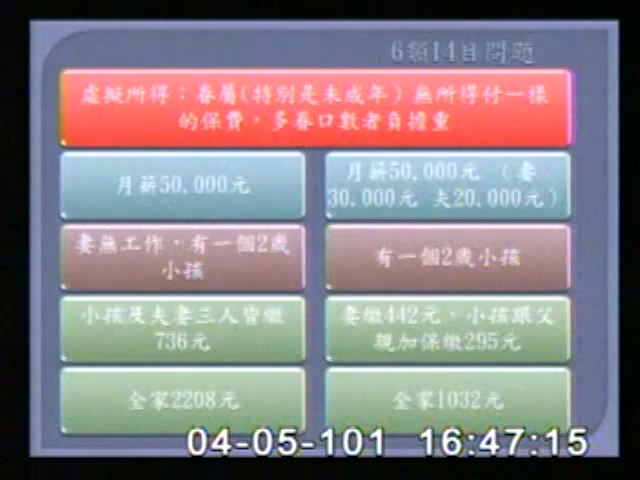 6類14目問題
虛擬所得：眷屬(特別是未成年) 無所得付一樣
的保費，多眷口數者負擔重
月薪50,000元
月薪50,000元 (妻
30,000元 夫20,000元)
妻無工作，有一個2歲
小孩
有一個2歲小孩
小孩及夫妻三人皆繳
736元
妻繳442元，小孩跟父
親加保繳295元
全家2208元
全家1032元
04-05-101 16:47:15